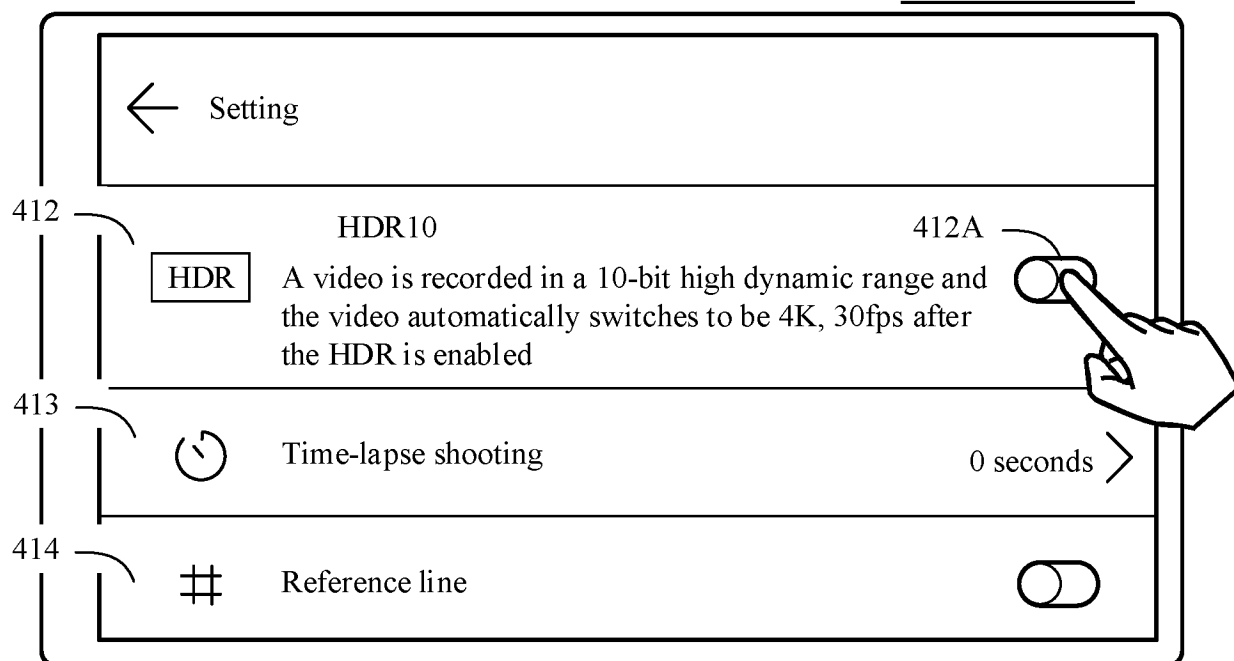 Setting
412
HDR10
412A
HDR
A video is recorded in a 10-bit high dynamic range and
the video automatically switches to be 4K, 30fps after
the HDR is enabled
413
Time-lapse shooting
0 seconds
414
Reference line